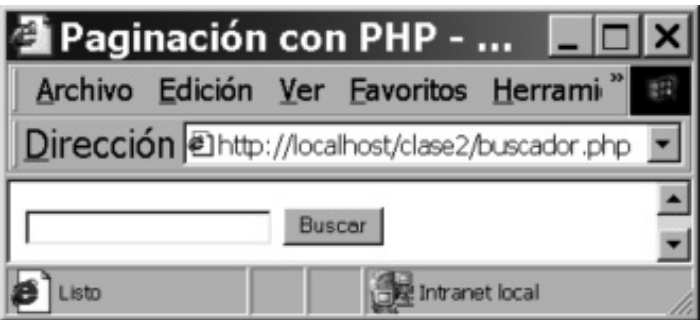 Paginación con PHP - ...
Archivo Edición Ver Favoritos Herrami »
Dirección http://localhost/clase2/buscador.php
Buscar
Listo Intranet local